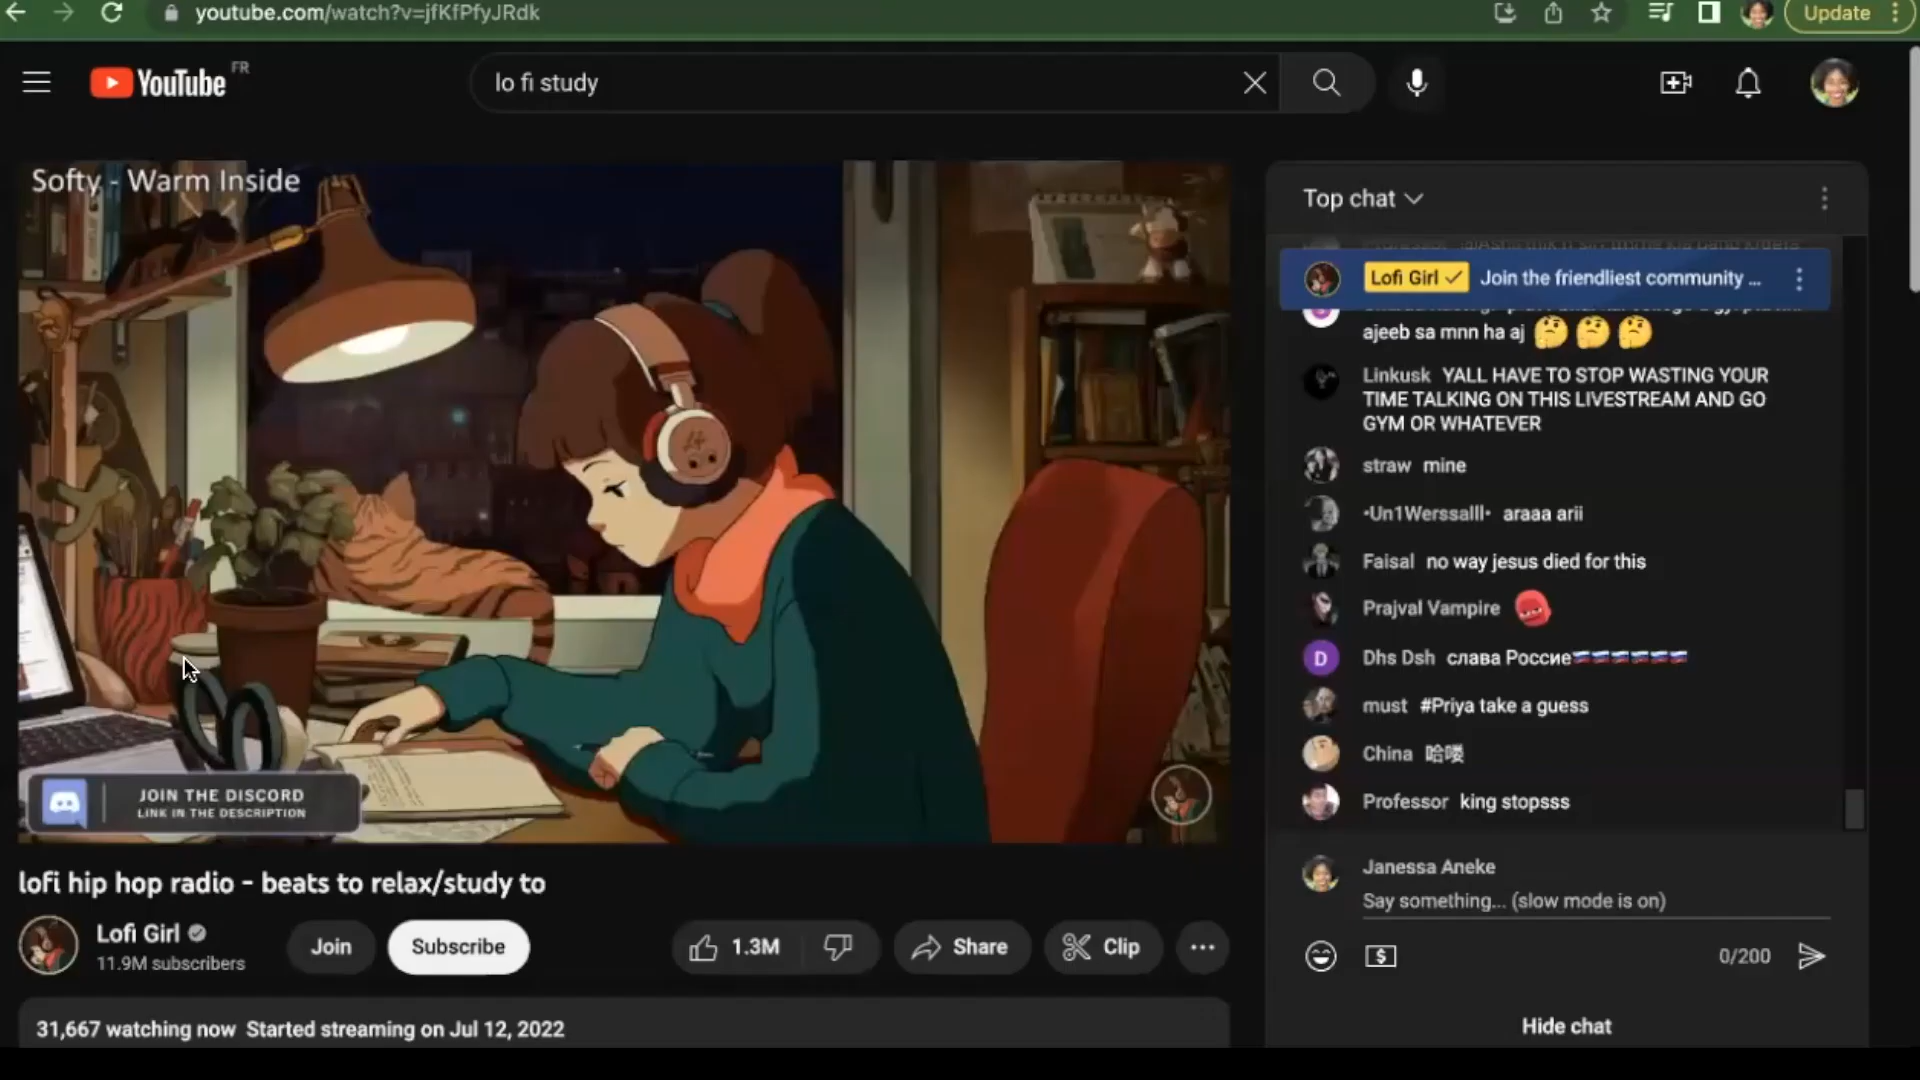 youtube.com/watch?v=jfKfPfyJRdk
Update
YouTube FR
lo fi study
Softy - Warm Inside
JOIN THE DISCORD
LINK IN THE DESCRIPTION
lofi hip hop radio - beats to relax/study to
Lofi Girl
11.9M subscribers
Join
Subscribe
1.3M
Share
Clip
31,667 watching now Started streaming on Jul 12, 2022
Top chat
Lofi Girl Join the friendliest community ...
ajeeb sa mnn ha aj 🤔 🤔 🤔
Linkusk YALL HAVE TO STOP WASTING YOUR
TIME TALKING ON THIS LIVESTREAM AND GO
GYM OR WHATEVER
straw mine
•Un1Werssalll• araaa arii
Faisal no way jesus died for this
Prajval Vampire
D Dhs Dsh слава Россие🇷🇺🇷🇺🇷🇺🇷🇺🇷🇺🇷🇺
must #Priya take a guess
China 哈喽
Professor king stopsss
Janessa Aneke
Say something... (slow mode is on)
0/200
Hide chat